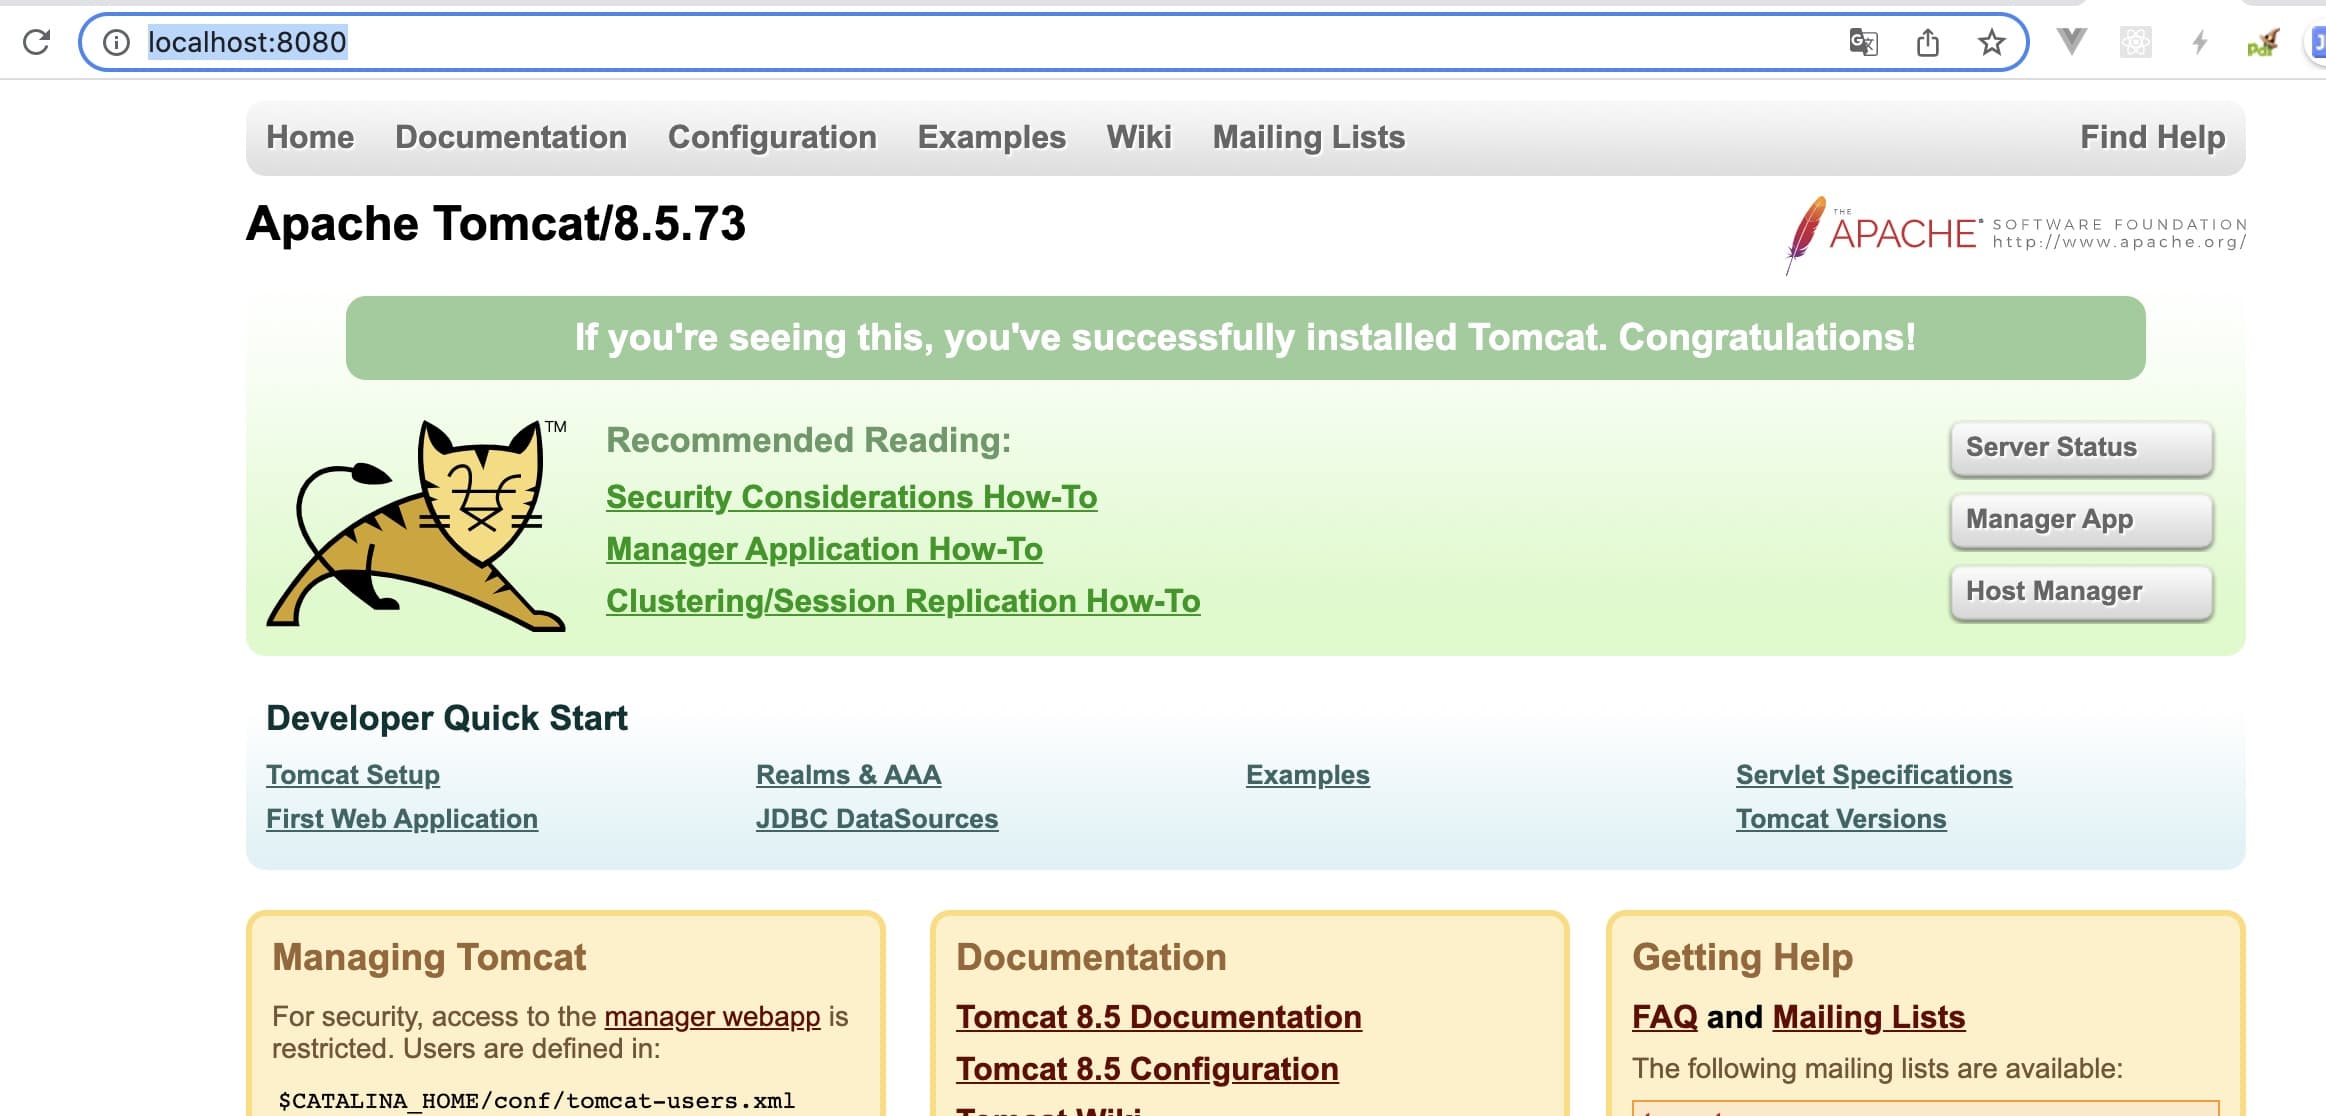 localhost:8080
Home Documentation Configuration Examples Wiki Mailing Lists Find Help
Apache Tomcat/8.5.73
THE
APACHE® SOFTWARE FOUNDATION
http://www.apache.org/
If you're seeing this, you've successfully installed Tomcat. Congratulations!
TM
Recommended Reading:
Security Considerations How-To
Manager Application How-To
Clustering/Session Replication How-To
Server Status
Manager App
Host Manager
Developer Quick Start
Tomcat Setup
First Web Application
Realms & AAA
JDBC DataSources
Examples
Servlet Specifications
Tomcat Versions
Managing Tomcat
For security, access to the manager webapp is
restricted. Users are defined in:
$CATALINA_HOME/conf/tomcat-users.xml
Documentation
Tomcat 8.5 Documentation
Tomcat 8.5 Configuration
Tomcat Wiki
Getting Help
FAQ and Mailing Lists
The following mailing lists are available: